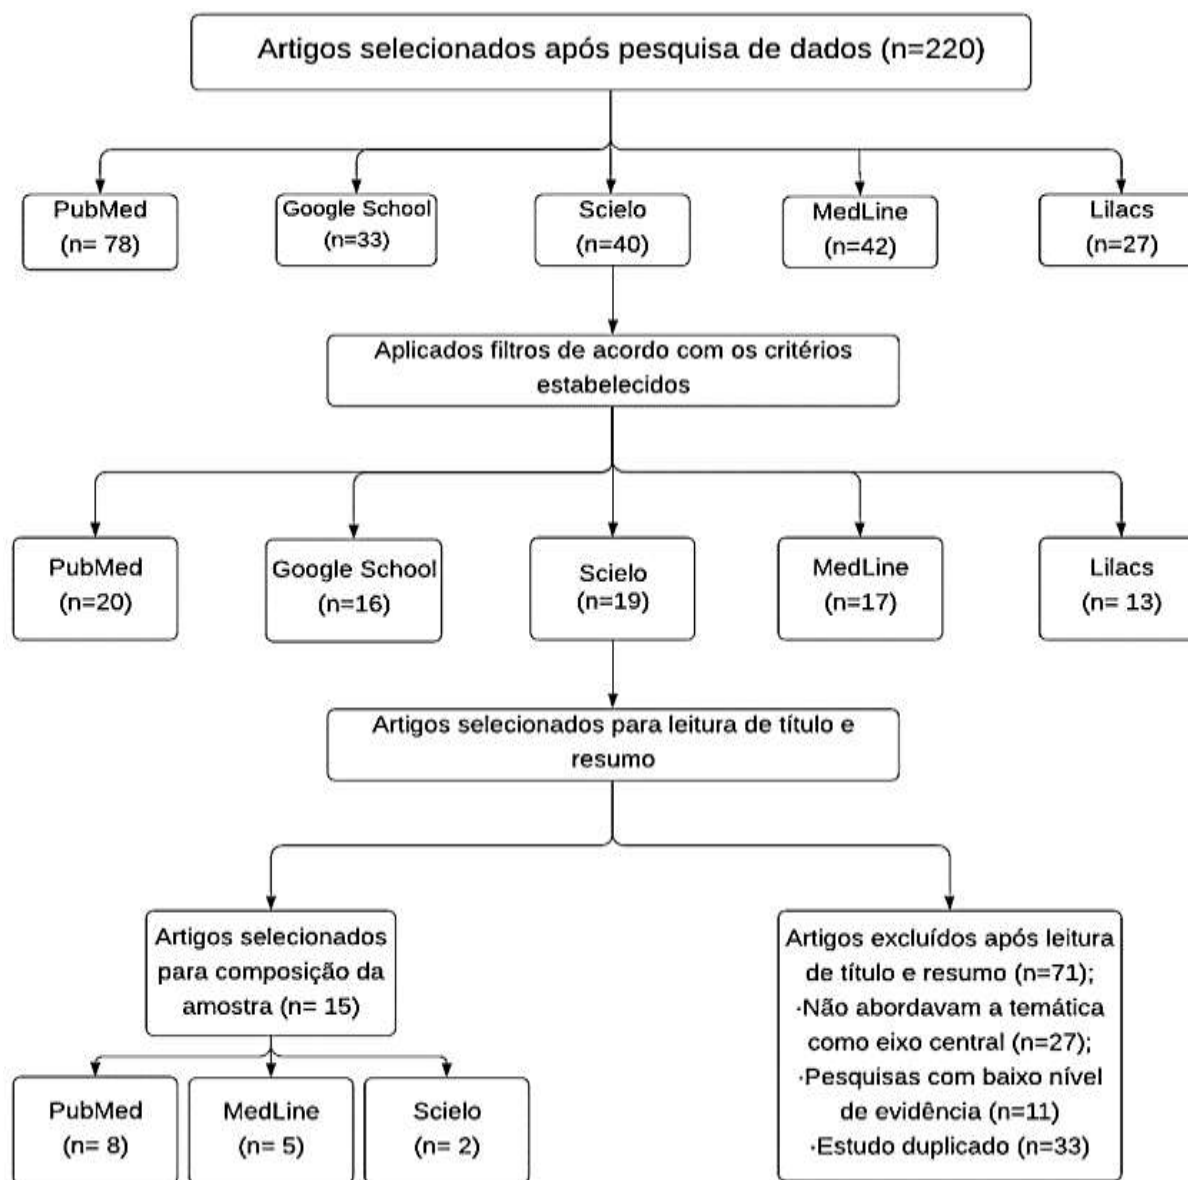 Artigos selecionados após pesquisa de dados (n=220)
PubMed
(n= 78)
Google School
(n=33)
Scielo
(n=40)
MedLine
(n=42)
Lilacs
(n=27)
Aplicados filtros de acordo com os critérios
estabelecidos
PubMed
(n=20)
Google School
(n=16)
Scielo
(n=19)
MedLine
(n=17)
Lilacs
(n= 13)
Artigos selecionados para leitura de título e
resumo
Artigos selecionados
para composição da
amostra (n= 15)
PubMed
(n= 8)
MedLine
(n= 5)
Scielo
(n= 2)
Artigos excluídos após leitura
de título e resumo (n=71);
·Não abordavam a temática
como eixo central (n=27);
·Pesquisas com baixo nível
de evidência (n=11)
·Estudo duplicado (n=33)